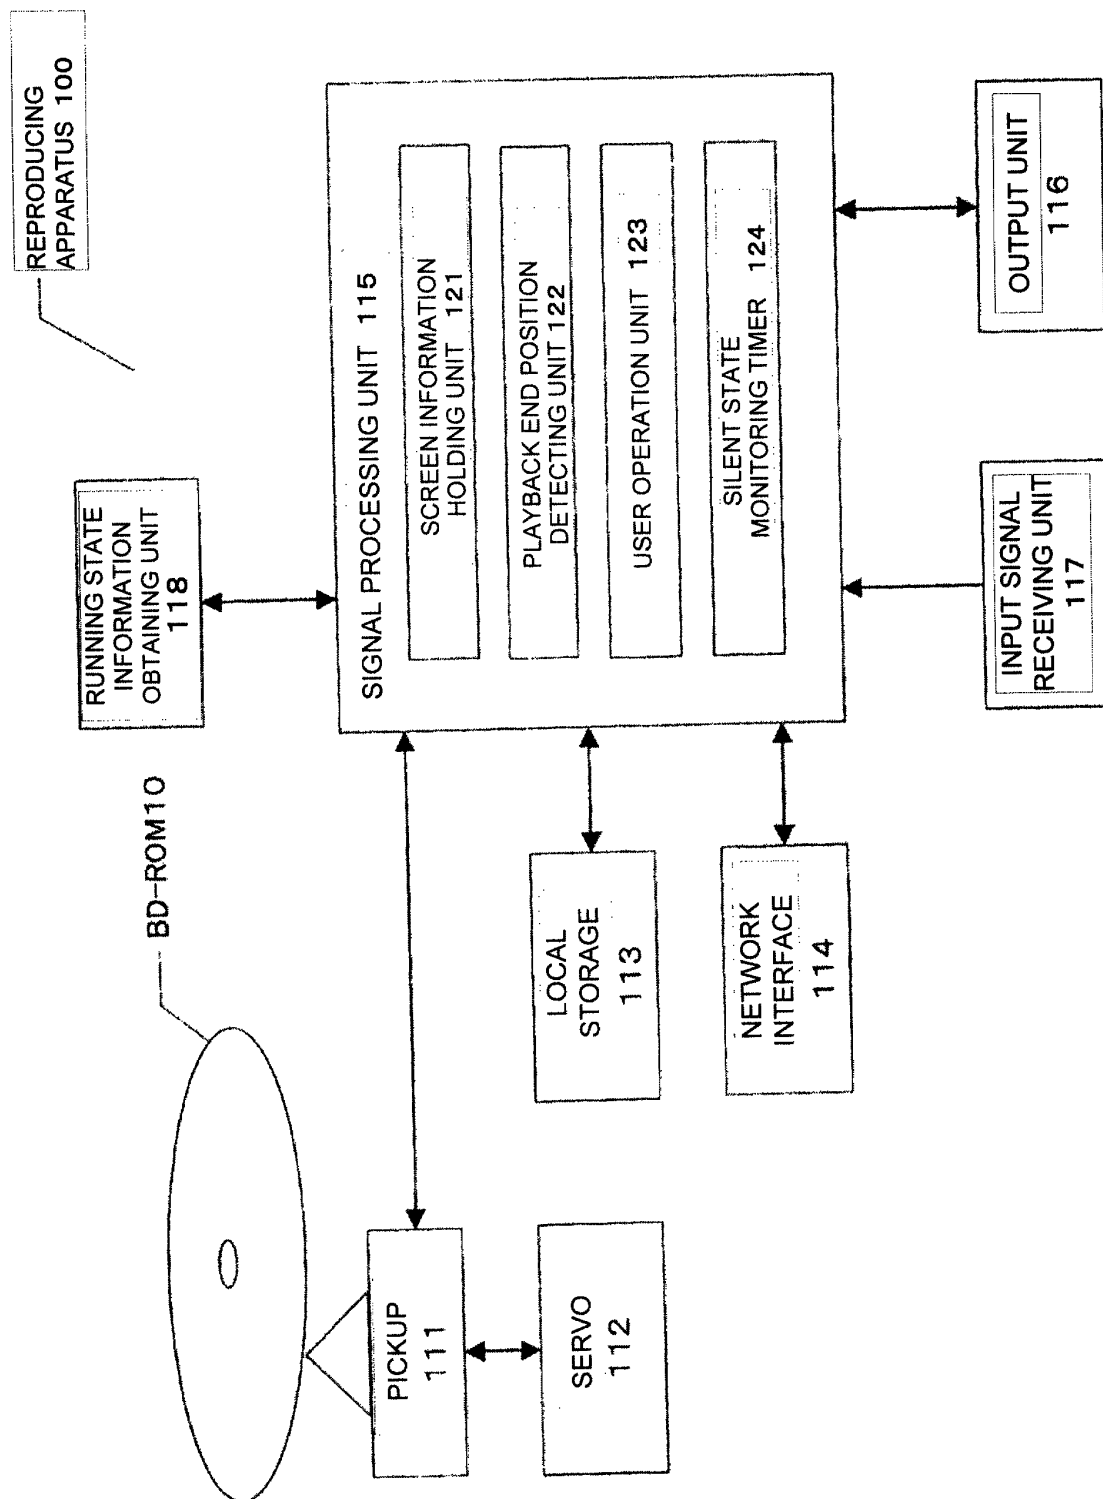 REPRODUCING
APPARATUS 100
BD-ROM10
RUNNING STATE
INFORMATION
OBTAINING UNIT
118
PICKUP
111
SERVO
112
LOCAL
STORAGE
113
NETWORK
INTERFACE
114
SIGNAL PROCESSING UNIT 115
SCREEN INFORMATION
HOLDING UNIT 121
PLAYBACK END POSITION
DETECTING UNIT 122
USER OPERATION UNIT 123
SILENT STATE
MONITORING TIMER 124
INPUT SIGNAL
RECEIVING UNIT
117
OUTPUT UNIT
116